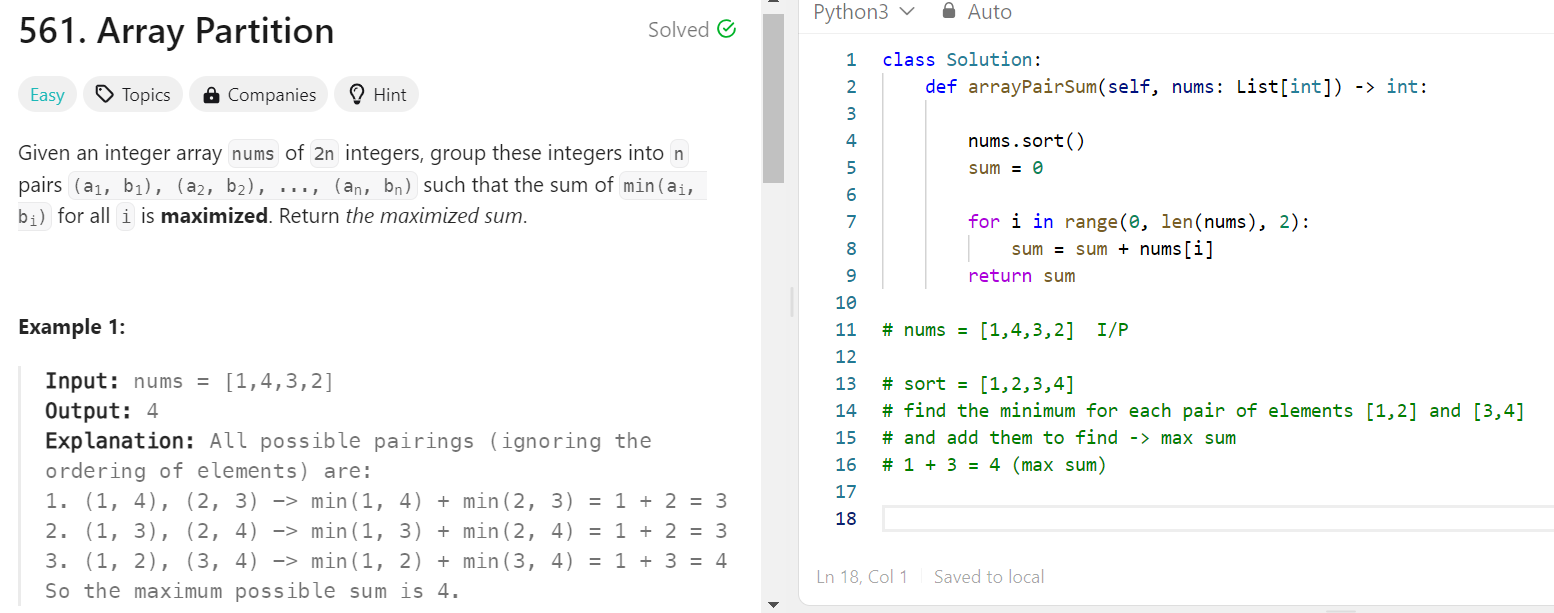 561. Array Partition
Solved
Easy
Topics
Companies
Hint
Given an integer array nums of 2n integers, group these integers into n
pairs (a₁, b₁), (a₂, b₂), ..., (aₙ, bₙ) such that the sum of min(aᵢ,
bᵢ) for all i is maximized. Return the maximized sum.
Example 1:
Input: nums = [1,4,3,2]
Output: 4
Explanation: All possible pairings (ignoring the
ordering of elements) are:
1. (1, 4), (2, 3) -> min(1, 4) + min(2, 3) = 1 + 2 = 3
2. (1, 3), (2, 4) -> min(1, 3) + min(2, 4) = 1 + 2 = 3
3. (1, 2), (3, 4) -> min(1, 2) + min(3, 4) = 1 + 3 = 4
So the maximum possible sum is 4.
Python3
Auto
1 class Solution:
2     def arrayPairSum(self, nums: List[int]) -> int:
3
4         nums.sort()
5         sum = 0
6
7         for i in range(0, len(nums), 2):
8             sum = sum + nums[i]
9         return sum
10
11 # nums = [1,4,3,2]  I/P
12
13 # sort = [1,2,3,4]
14 # find the minimum for each pair of elements [1,2] and [3,4]
15 # and add them to find -> max sum
16 # 1 + 3 = 4 (max sum)
17
18
Ln 18, Col 1
Saved to local